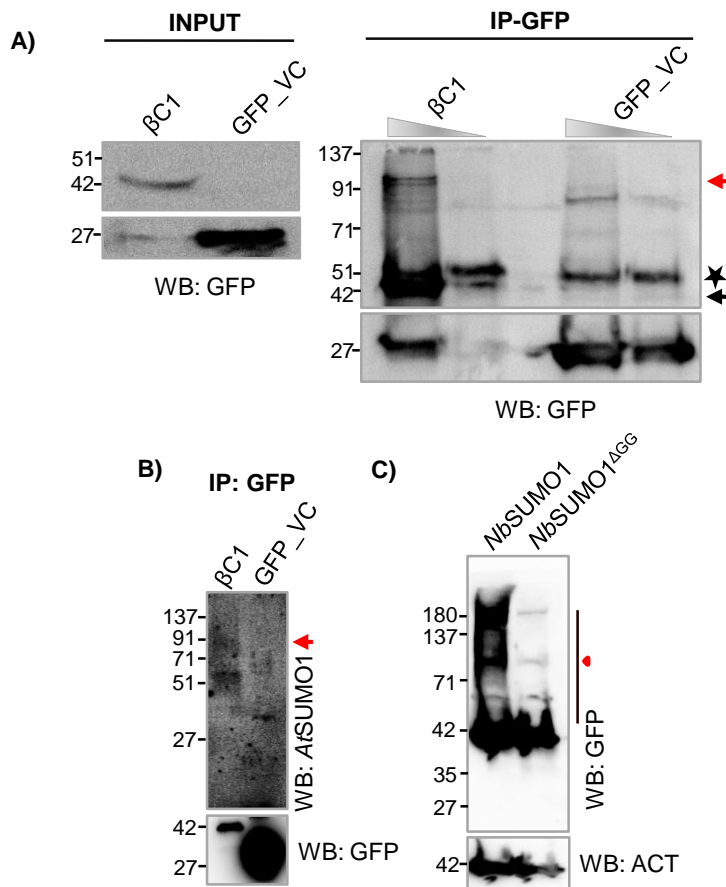 A)
INPUT
IP-GFP
βC1
GFP_VC
βC1
GFP_VC
51
42
27
WB: GFP
137
91
71
51
42
27
WB: GFP
B)
IP: GFP
βC1
GFP_VC
137
91
71
51
27
WB: AtSUMO1
42
27
WB: GFP
C)
NbSUMO1
NbSUMO1ΔGG
180
137
71
42
35
27
WB: GFP
42
WB: ACT